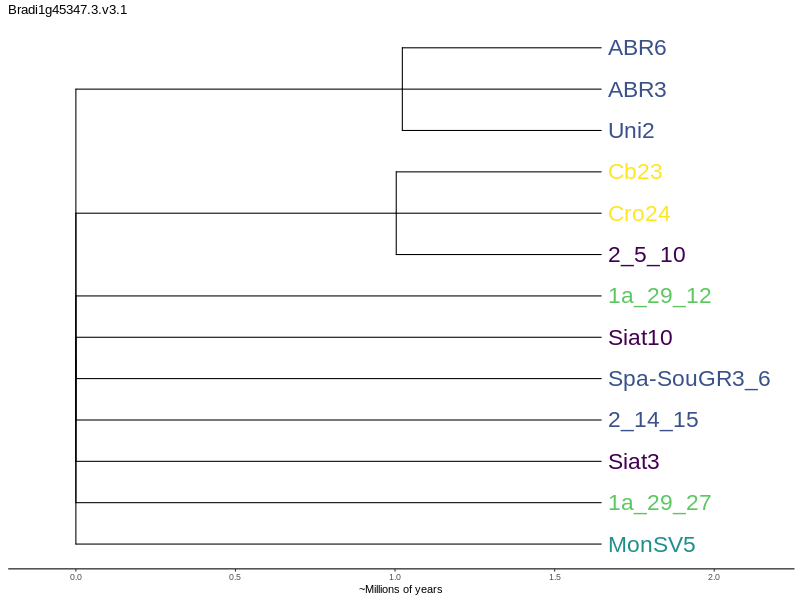 Bradi1g45347.3.v3.1
ABR6
ABR3
Uni2
Cb23
Cro24
2_5_10
1a_29_12
Siat10
Spa-SouGR3_6
2_14_15
Siat3
1a_29_27
MonSV5
0.0 0.5 1.0 1.5 2.0
~Millions of years